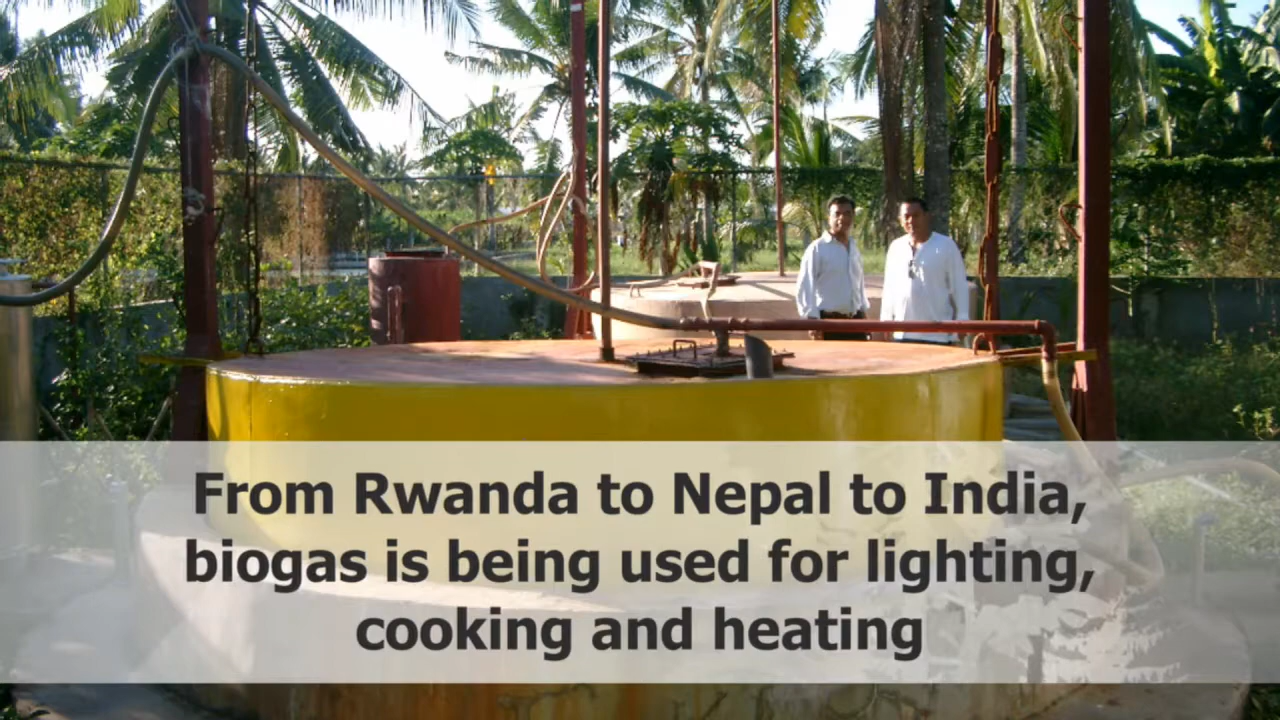 From Rwanda to Nepal to India,
biogas is being used for lighting,
cooking and heating